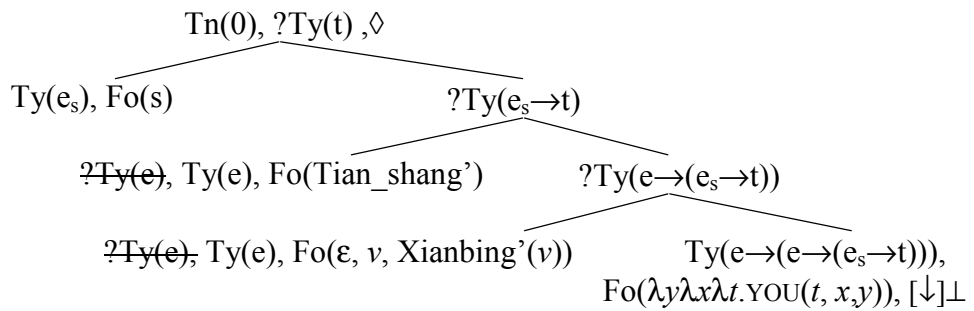 Tn(0), ?Ty(t) ,◊
Ty(eₛ), Fo(s) ?Ty(eₛ→t)
?Ty(e), Ty(e), Fo(Tian_shang’) ?Ty(e→(eₛ→t))
?Ty(e), Ty(e), Fo(ε, v, Xianbing’(v)) Ty(e→(e→(eₛ→t))),
Fo(λyλxλt.YOU(t, x,y)), [↓]⊥